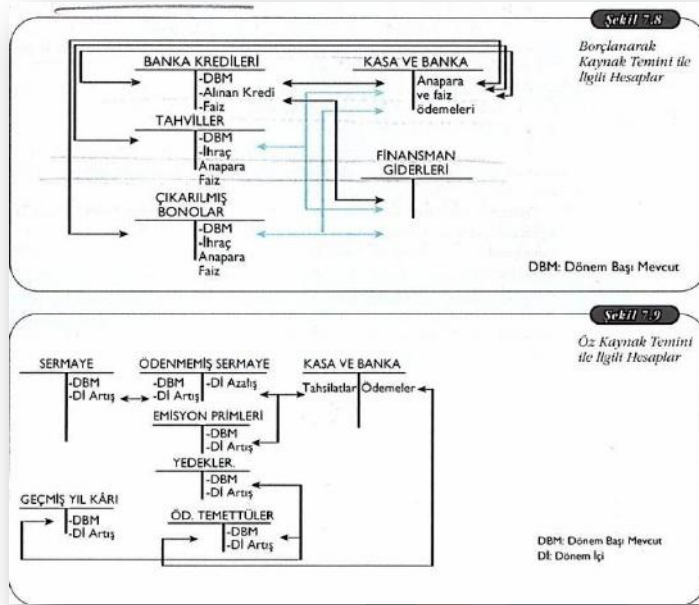 Şekil 7.8
Borçlanarak
Kaynak Temini ile
İlgili Hesaplar
BANKA KREDİLERİ
-DBM
-Alınan Kredi
-Faiz
KASA VE BANKA
Anapara
ve faiz
ödemeleri
TAHVİLLER
-DBM
-İhraç
Anapara
Faiz
FİNANSMAN
GİDERLERİ
ÇIKARILMIŞ
BONOLAR
-DBM
-İhraç
Anapara
Faiz
DBM: Dönem Başı Mevcut
Şekil 7.9
Öz Kaynak Temini
ile İlgili Hesaplar
SERMAYE
-DBM
-Dİ Artış
ÖDENMEMİŞ SERMAYE
-DBM
-Dİ Artış
-Dİ Azalış
KASA VE BANKA
Tahsilatlar
Ödemeler
EMİSYON PRİMLERİ
-DBM
-Dİ Artış
YEDEKLER.
-DBM
-Dİ Artış
GEÇMİŞ YIL KÂRI
-DBM
-Dİ Artış
ÖD. TEMETTÜLER
-DBM
-Dİ Artış
DBM: Dönem Başı Mevcut
Dİ: Dönem İçi